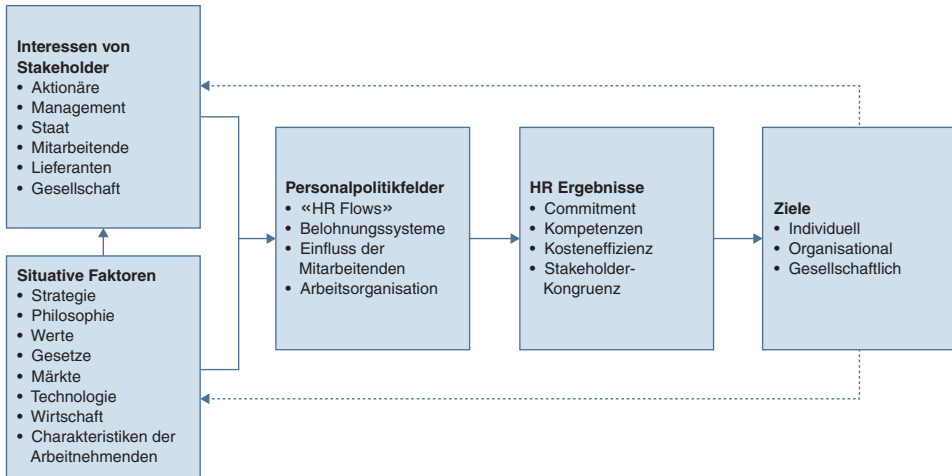 Interessen von
Stakeholder
• Aktionäre
• Management
• Staat
• Mitarbeitende
• Lieferanten
• Gesellschaft
Situative Faktoren
• Strategie
• Philosophie
• Werte
• Gesetze
• Märkte
• Technologie
• Wirtschaft
• Charakteristiken der
Arbeitnehmenden
Personalpolitikfelder
• «HR Flows»
• Belohnungssysteme
• Einfluss der
Mitarbeitenden
• Arbeitsorganisation
HR Ergebnisse
• Commitment
• Kompetenzen
• Kosteneffizienz
• Stakeholder-
Kongruenz
Ziele
• Individuell
• Organisational
• Gesellschaftlich